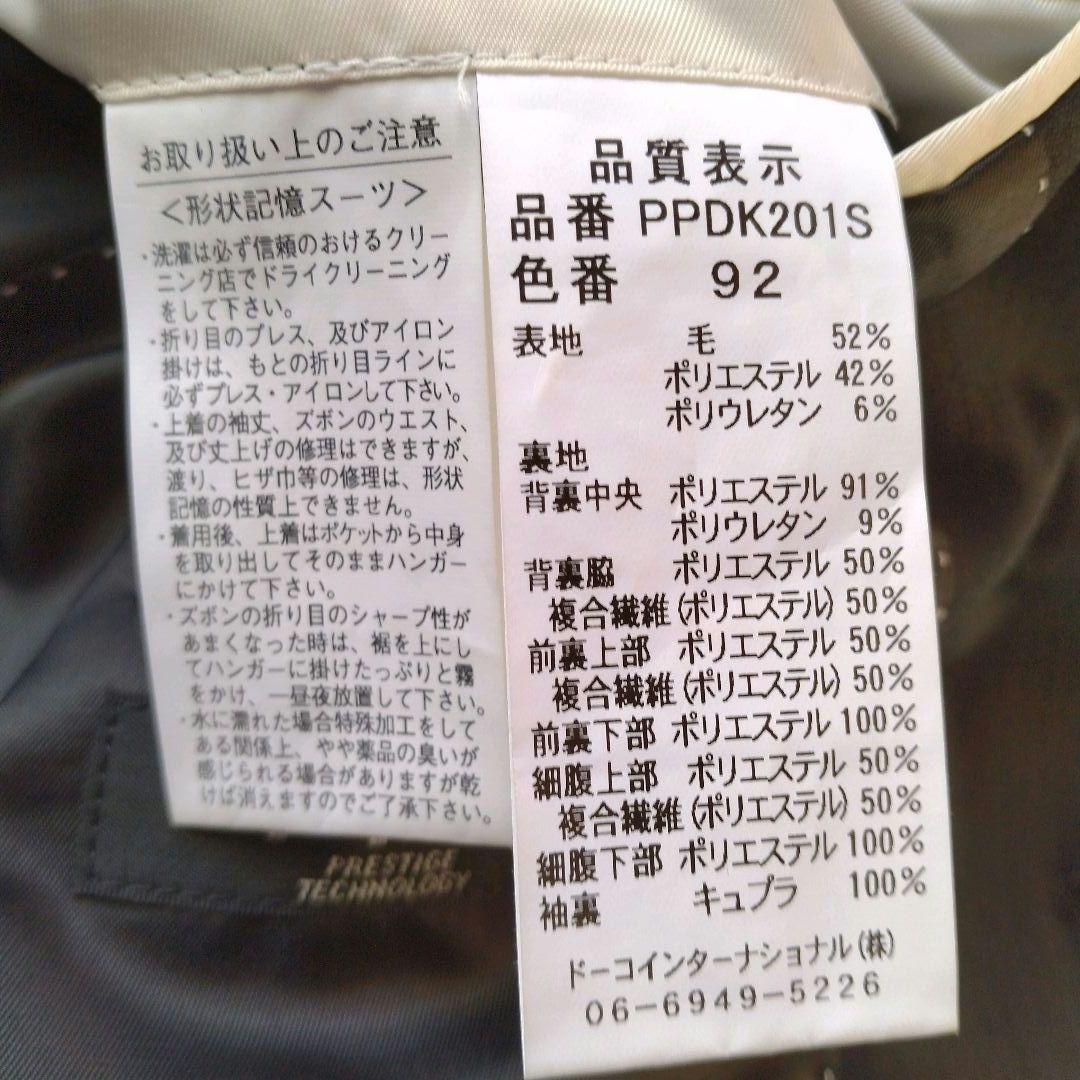 お取り扱い上のご注意
＜形状記憶スーツ＞
・洗濯は必ず信頼のおけるクリー
ニング店でドライクリーニング
をして下さい。
・折り目のプレス、及びアイロン
掛けは、もとの折り目ラインに
必ずプレス・アイロンして下さい。
・上着の袖丈、ズボンのウエスト、
及び丈上げの修理はできますが、
渡り、ヒザ巾等の修理は、形状
記憶の性質上できません。
・着用後、上着はポケットから中身
を取り出してそのままハンガー
にかけて下さい。
・ズボンの折り目のシャープ性が
あまくなった時は、裾を上にし
てハンガーに掛けたっぷりと霧
をかけ、一昼夜放置して下さい。
・水に濡れた場合特殊加工をして
ある関係上、やや薬品の臭いが
感じられる場合がありますが乾
けば消えますのでご了承下さい。
PRESTIGE
TECHNOLOGY
品質表示
品番 PPDK201S
色番 92
表地 毛 52%
ポリエステル 42%
ポリウレタン 6%
裏地
背裏中央 ポリエステル 91%
ポリウレタン 9%
背裏脇 ポリエステル 50%
複合繊維(ポリエステル) 50%
前裏上部 ポリエステル 50%
複合繊維(ポリエステル) 50%
前裏下部 ポリエステル 100%
細腹上部 ポリエステル 50%
複合繊維(ポリエステル) 50%
細腹下部 ポリエステル 100%
袖裏 キュプラ 100%
ドーコインターナショナル(株)
06-6949-5226